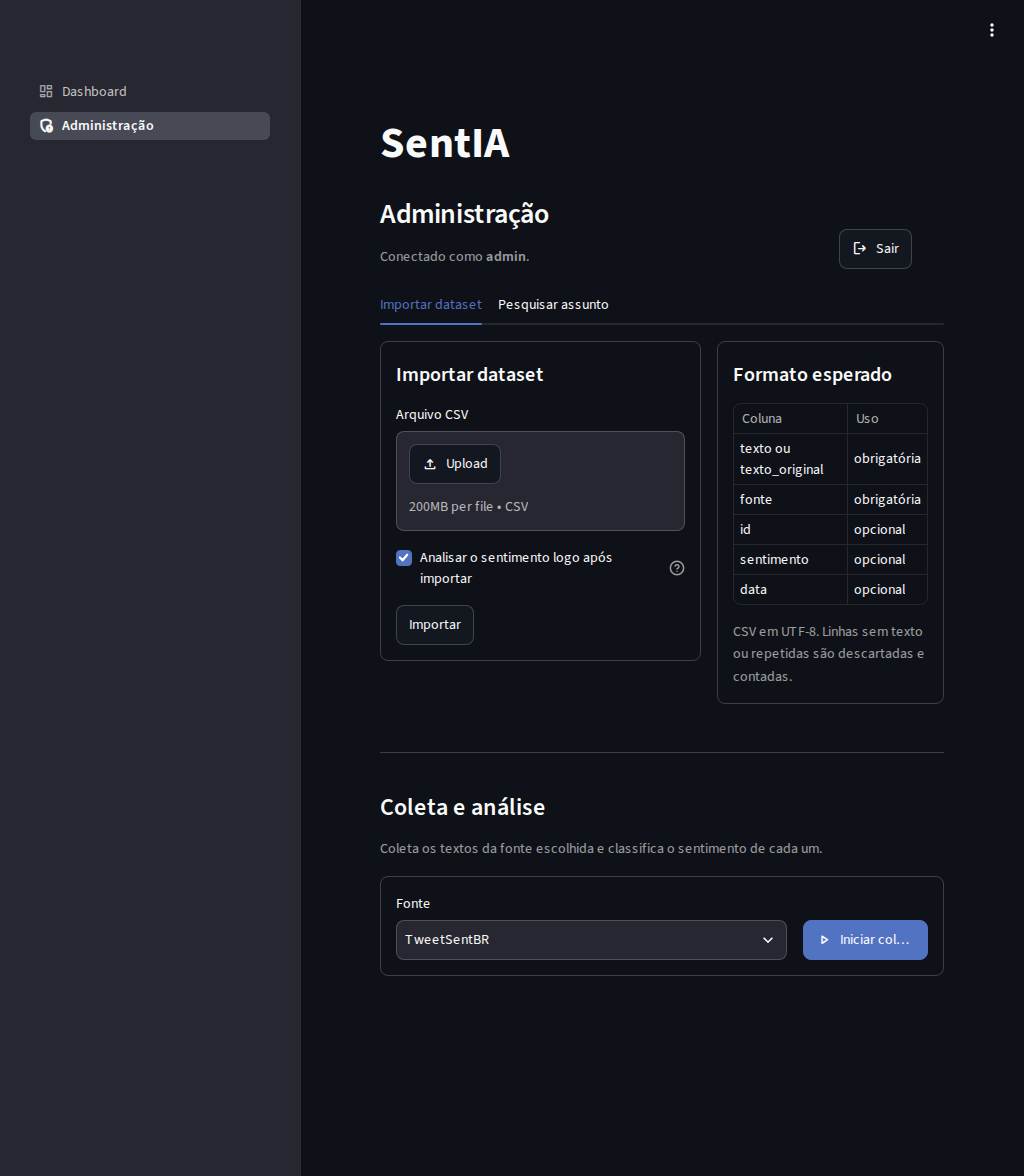 Dashboard
Administração
SentIA
Administração
Conectado como admin.
Sair
Importar dataset
Pesquisar assunto
Importar dataset
Arquivo CSV
Upload
200MB per file • CSV
Analisar o sentimento logo após
importar
Importar
Formato esperado
Coluna
Uso
texto ou
texto_original
obrigatória
fonte
obrigatória
id
opcional
sentimento
opcional
data
opcional
CSV em UTF-8. Linhas sem texto
ou repetidas são descartadas e
contadas.
Coleta e análise
Coleta os textos da fonte escolhida e classifica o sentimento de cada um.
Fonte
TweetSentBR
Iniciar col...